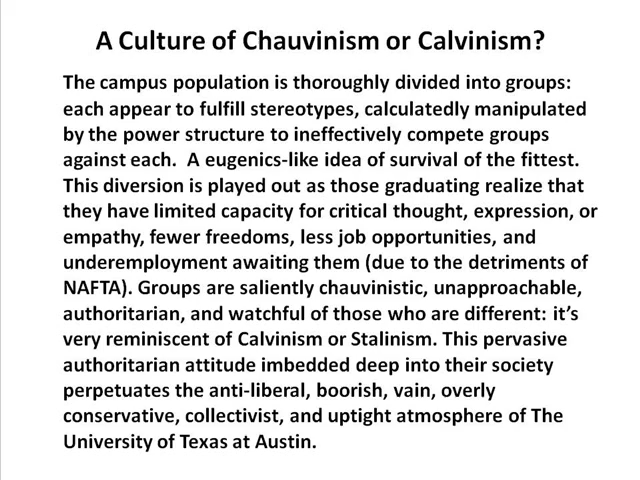 A Culture of Chauvinism or Calvinism?
The campus population is thoroughly divided into groups:
each appear to fulfill stereotypes, calculatedly manipulated
by the power structure to ineffectively compete groups
against each.  A eugenics-like idea of survival of the fittest.
This diversion is played out as those graduating realize that
they have limited capacity for critical thought, expression, or
empathy, fewer freedoms, less job opportunities, and
underemployment awaiting them (due to the detriments of
NAFTA). Groups are saliently chauvinistic, unapproachable,
authoritarian, and watchful of those who are different: it’s
very reminiscent of Calvinism or Stalinism. This pervasive
authoritarian attitude imbedded deep into their society
perpetuates the anti-liberal, boorish, vain, overly
conservative, collectivist, and uptight atmosphere of The
University of Texas at Austin.